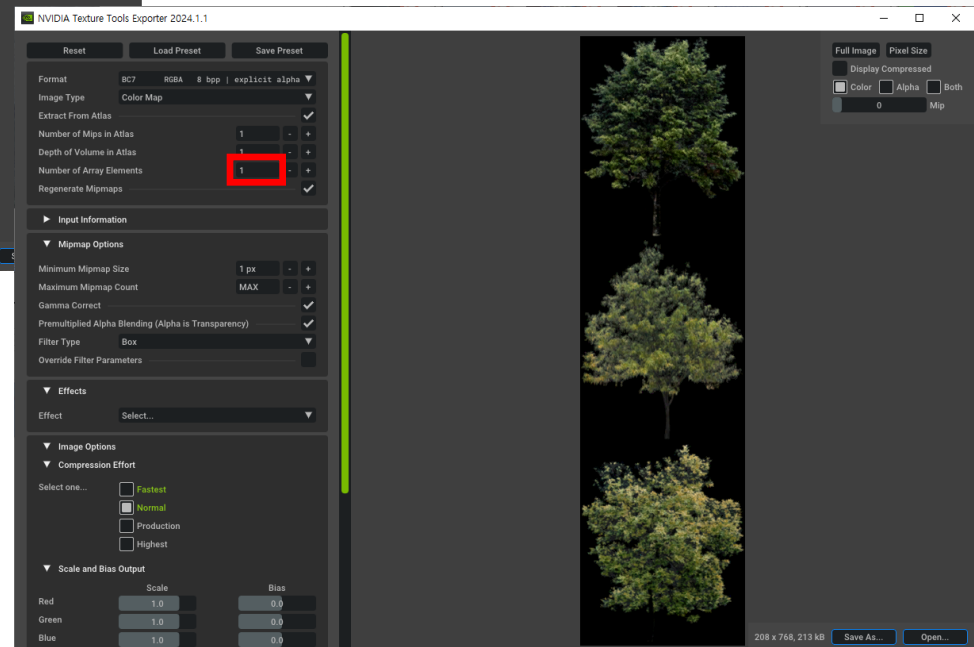 NVIDIA Texture Tools Exporter 2024.1.1
Reset Load Preset Save Preset
Format BC7 RGBA 8 bpp | explicit alpha
Image Type Color Map
Extract From Atlas
Number of Mips in Atlas 1 - +
Depth of Volume in Atlas 1 - +
Number of Array Elements 1 - +
Regenerate Mipmaps
Input Information
Mipmap Options
Minimum Mipmap Size 1 px - +
Maximum Mipmap Count MAX - +
Gamma Correct
Premultiplied Alpha Blending (Alpha is Transparency)
Filter Type Box
Override Filter Parameters
Effects
Effect Select...
Image Options
Compression Effort
Select one... Fastest
Normal
Production
Highest
Scale and Bias Output
Scale Bias
Red 1.0 0.0
Green 1.0 0.0
Blue 1.0 0.0
Full Image Pixel Size
Display Compressed
Color Alpha Both
0 Mip
208 x 768, 213 kB Save As... Open...